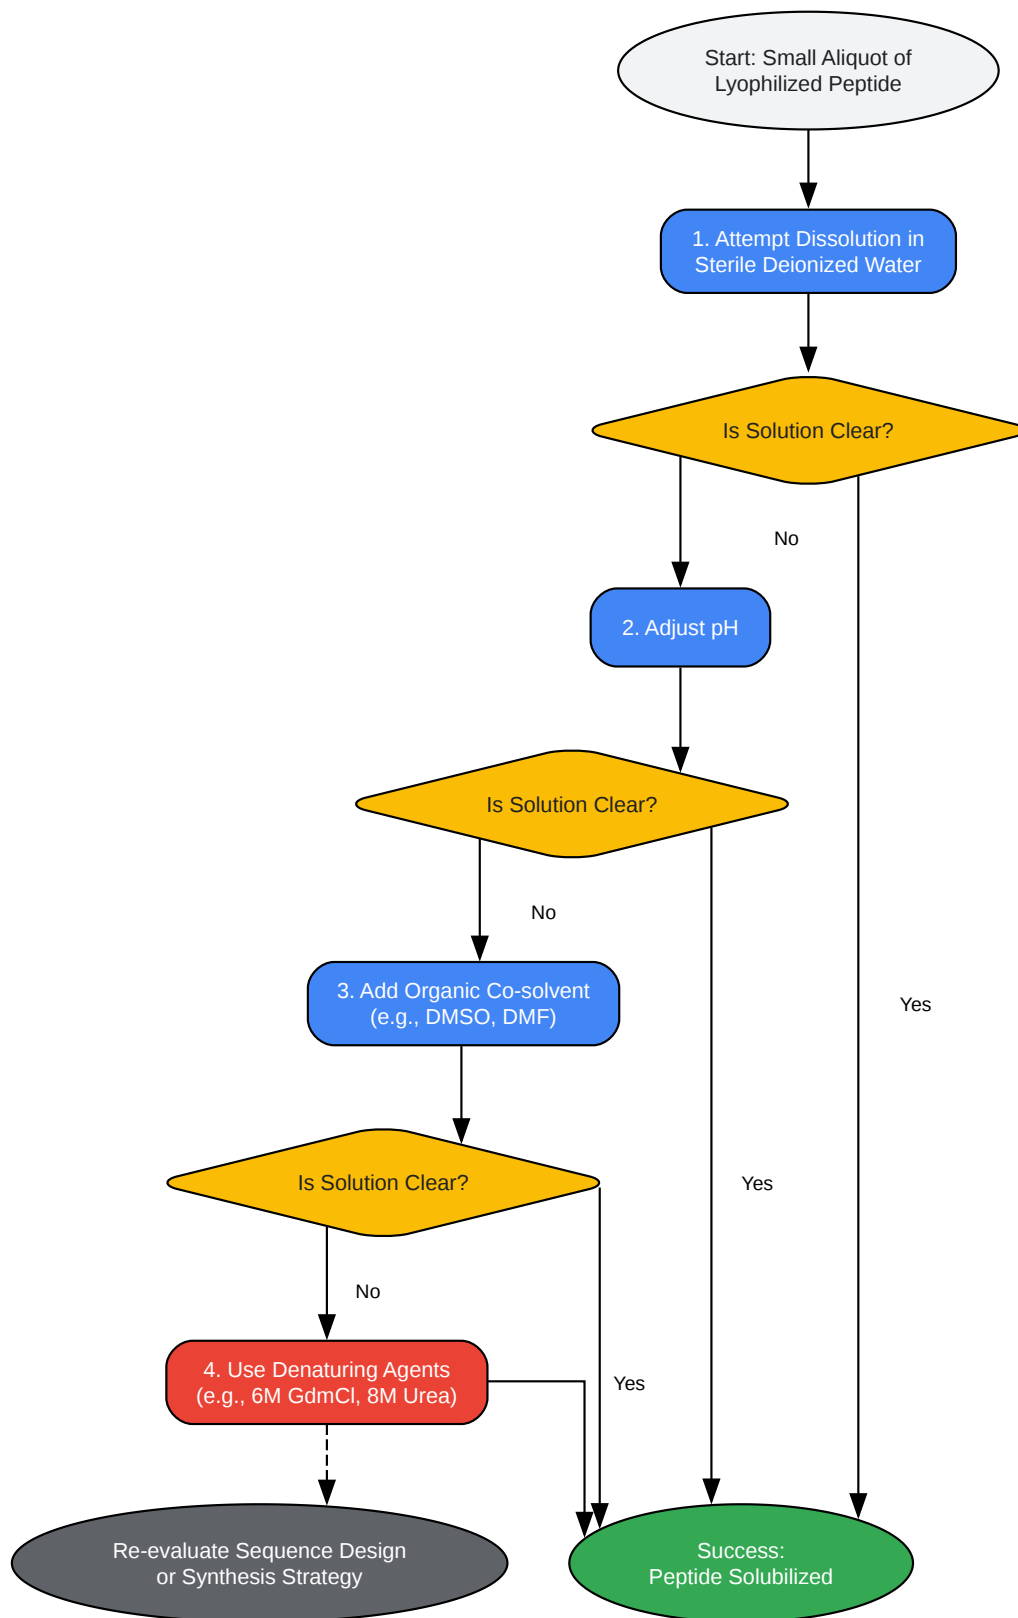 Start: Small Aliquot of
Lyophilized Peptide
1. Attempt Dissolution in
Sterile Deionized Water
Is Solution Clear?
No
2. Adjust pH
Is Solution Clear?
No
3. Add Organic Co-solvent
(e.g., DMSO, DMF)
Yes
Is Solution Clear?
Yes
No
4. Use Denaturing Agents
(e.g., 6M GdmCl, 8M Urea)
Yes
Re-evaluate Sequence Design
or Synthesis Strategy
Success:
Peptide Solubilized